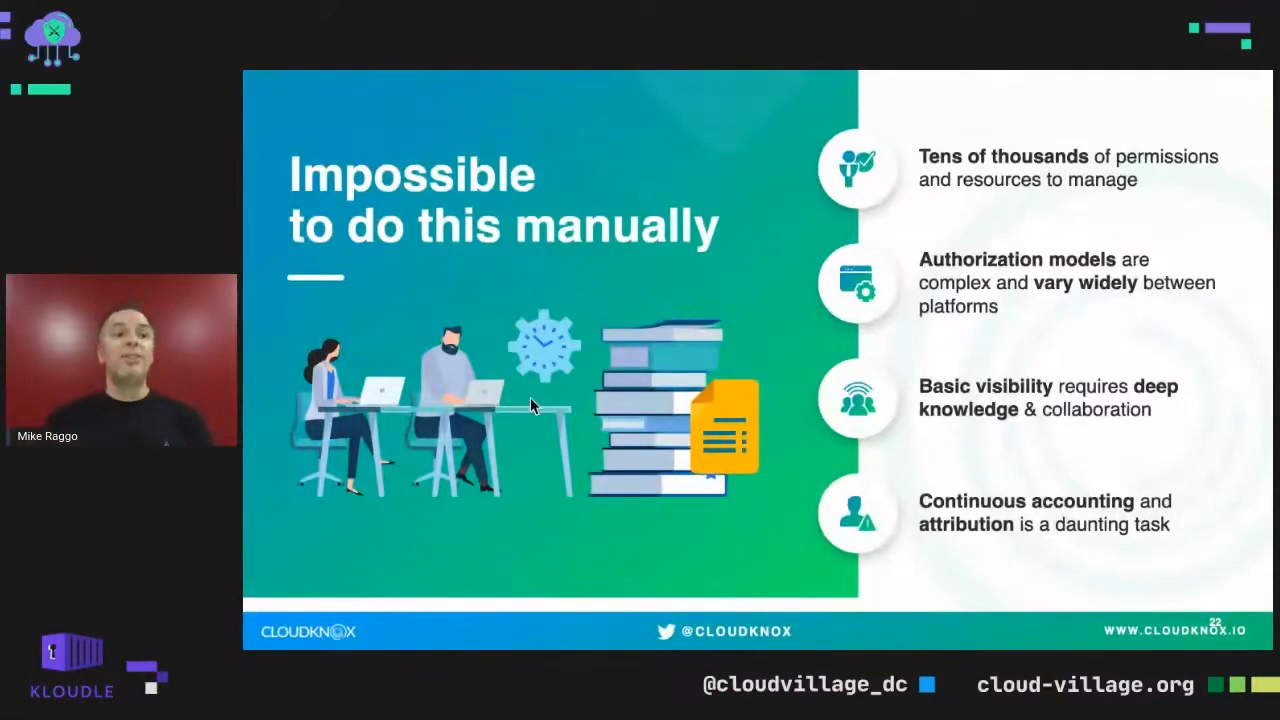 Impossible
to do this manually
Tens of thousands of permissions
and resources to manage
Authorization models are
complex and vary widely between
platforms
Basic visibility requires deep
knowledge & collaboration
Continuous accounting and
attribution is a daunting task
Mike Raggo
CLOUDKNOX
@CLOUDKNOX
22
WWW.CLOUDKNOX.IO
KLOUDLE
@cloudvillage_dc
cloud-village.org